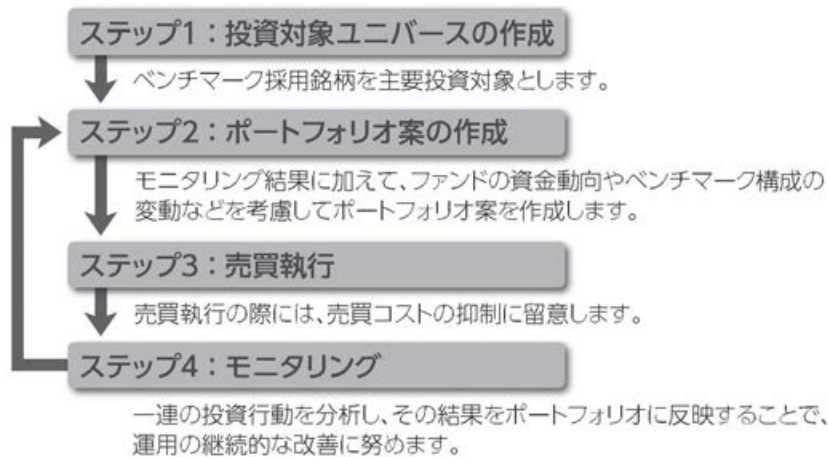 ステップ1：投資対象ユニバースの作成
ベンチマーク採用銘柄を主要投資対象とします。
ステップ2：ポートフォリオ案の作成
モニタリング結果に加えて、ファンドの資金動向やベンチマーク構成の
変動などを考慮してポートフォリオ案を作成します。
ステップ3：売買執行
売買執行の際には、売買コストの抑制に留意します。
ステップ4：モニタリング
一連の投資行動を分析し、その結果をポートフォリオに反映することで、
運用の継続的な改善に努めます。